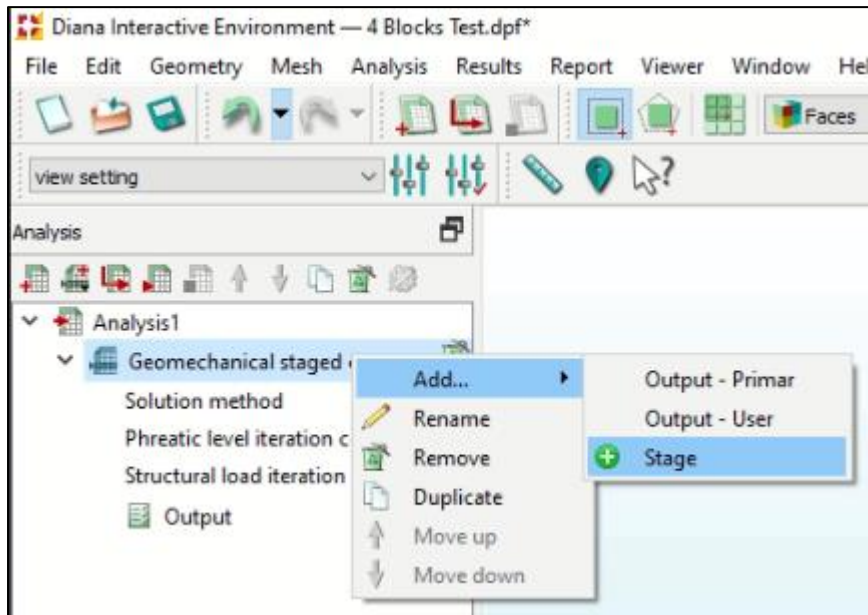 Diana Interactive Environment — 4 Blocks Test.dpf*
File Edit Geometry Mesh Analysis Results Report Viewer Window Hel
Faces
view setting
Analysis
Analysis1
Geomechanical staged
Add...
Output - Primar
Solution method
Rename
Output - User
Phreatic level iteration c
Remove
Stage
Structural load iteration
Duplicate
Output
Move up
Move down